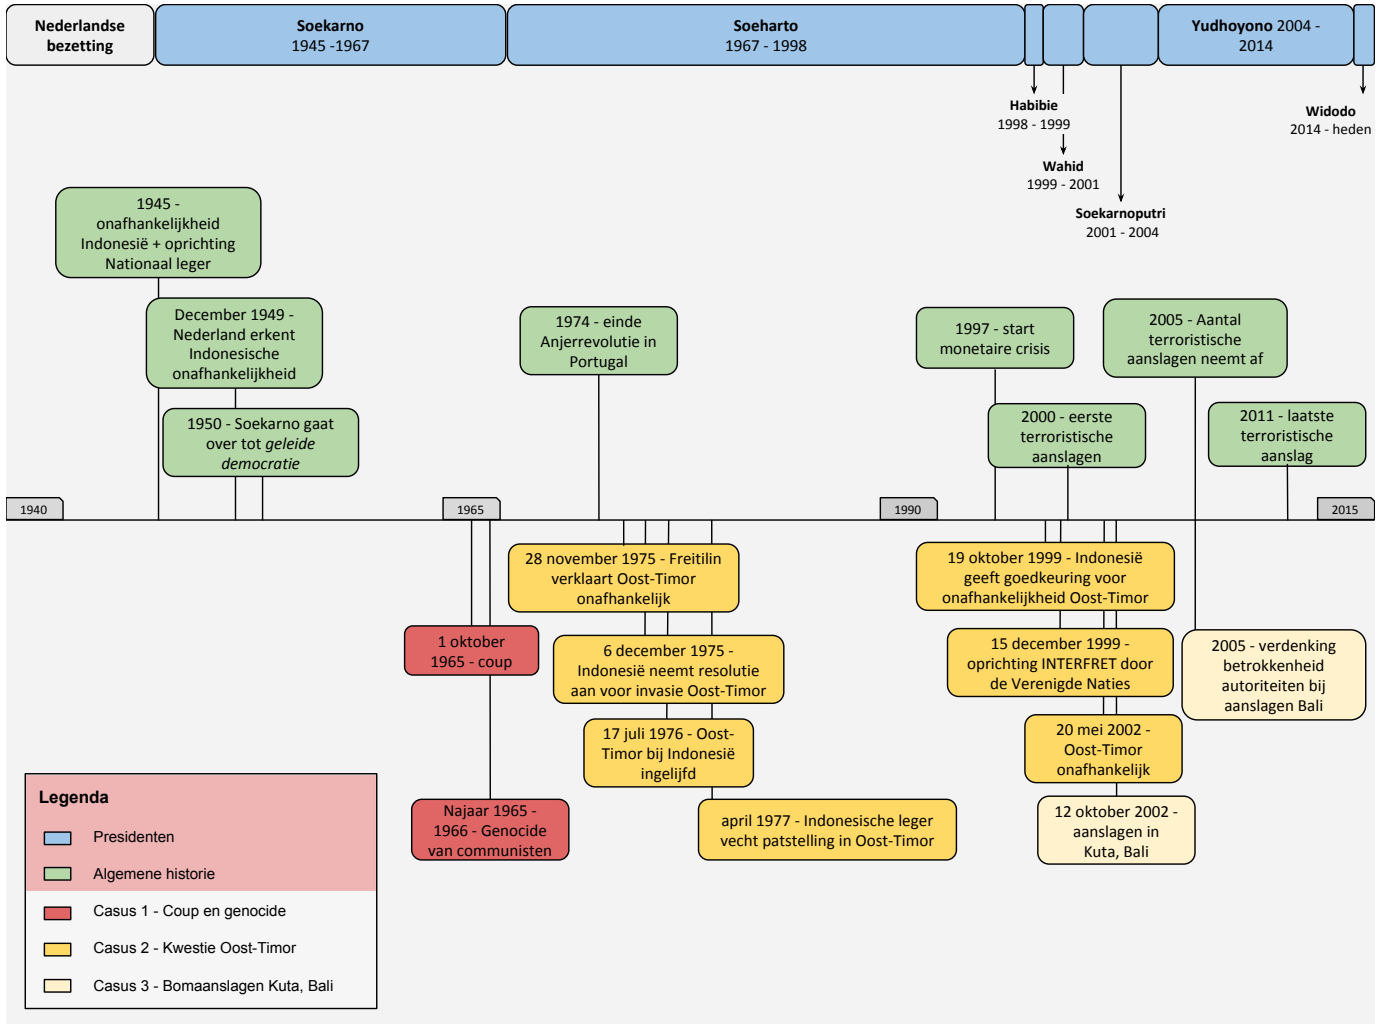 Nederlandse
bezetting
Soekarno
1945 -1967
Soeharto
1967 - 1998
Yudhoyono 2004 -
2014
Habibie
1998 - 1999
Wahid
1999 - 2001
Soekarnoputri
2001 - 2004
Widodo
2014 - heden
1945 -
onafhankelijkheid
Indonesië + oprichting
Nationaal leger
December 1949 -
Nederland erkent
Indonesische
onafhankelijkheid
1950 - Soekarno gaat
over tot geleide
democratie
1974 - einde
Anjerrevolutie in
Portugal
1997 - start
monetaire crisis
2000 - eerste
terroristische
aanslagen
2005 - Aantal
terroristische
aanslagen neemt af
2011 - laatste
terroristische
aanslag
1940
1965
1990
2015
28 november 1975 - Freitilin
verklaart Oost-Timor
onafhankelijk
1 oktober
1965 - coup
6 december 1975 -
Indonesië neemt resolutie
aan voor invasie Oost-Timor
17 juli 1976 - Oost-
Timor bij Indonesië
ingelijfd
Najaar 1965 -
1966 - Genocide
van communisten
april 1977 - Indonesische leger
vecht patstelling in Oost-Timor
19 oktober 1999 - Indonesië
geeft goedkeuring voor
onafhankelijkheid Oost-Timor
15 december 1999 -
oprichting INTERFRET door
de Verenigde Naties
20 mei 2002 -
Oost-Timor
onafhankelijk
12 oktober 2002 -
aanslagen in
Kuta, Bali
2005 - verdenking
betrokkenheid
autoriteiten bij
aanslagen Bali
Legenda
Presidenten
Algemene historie
Casus 1 - Coup en genocide
Casus 2 - Kwestie Oost-Timor
Casus 3 - Bomaanslagen Kuta, Bali